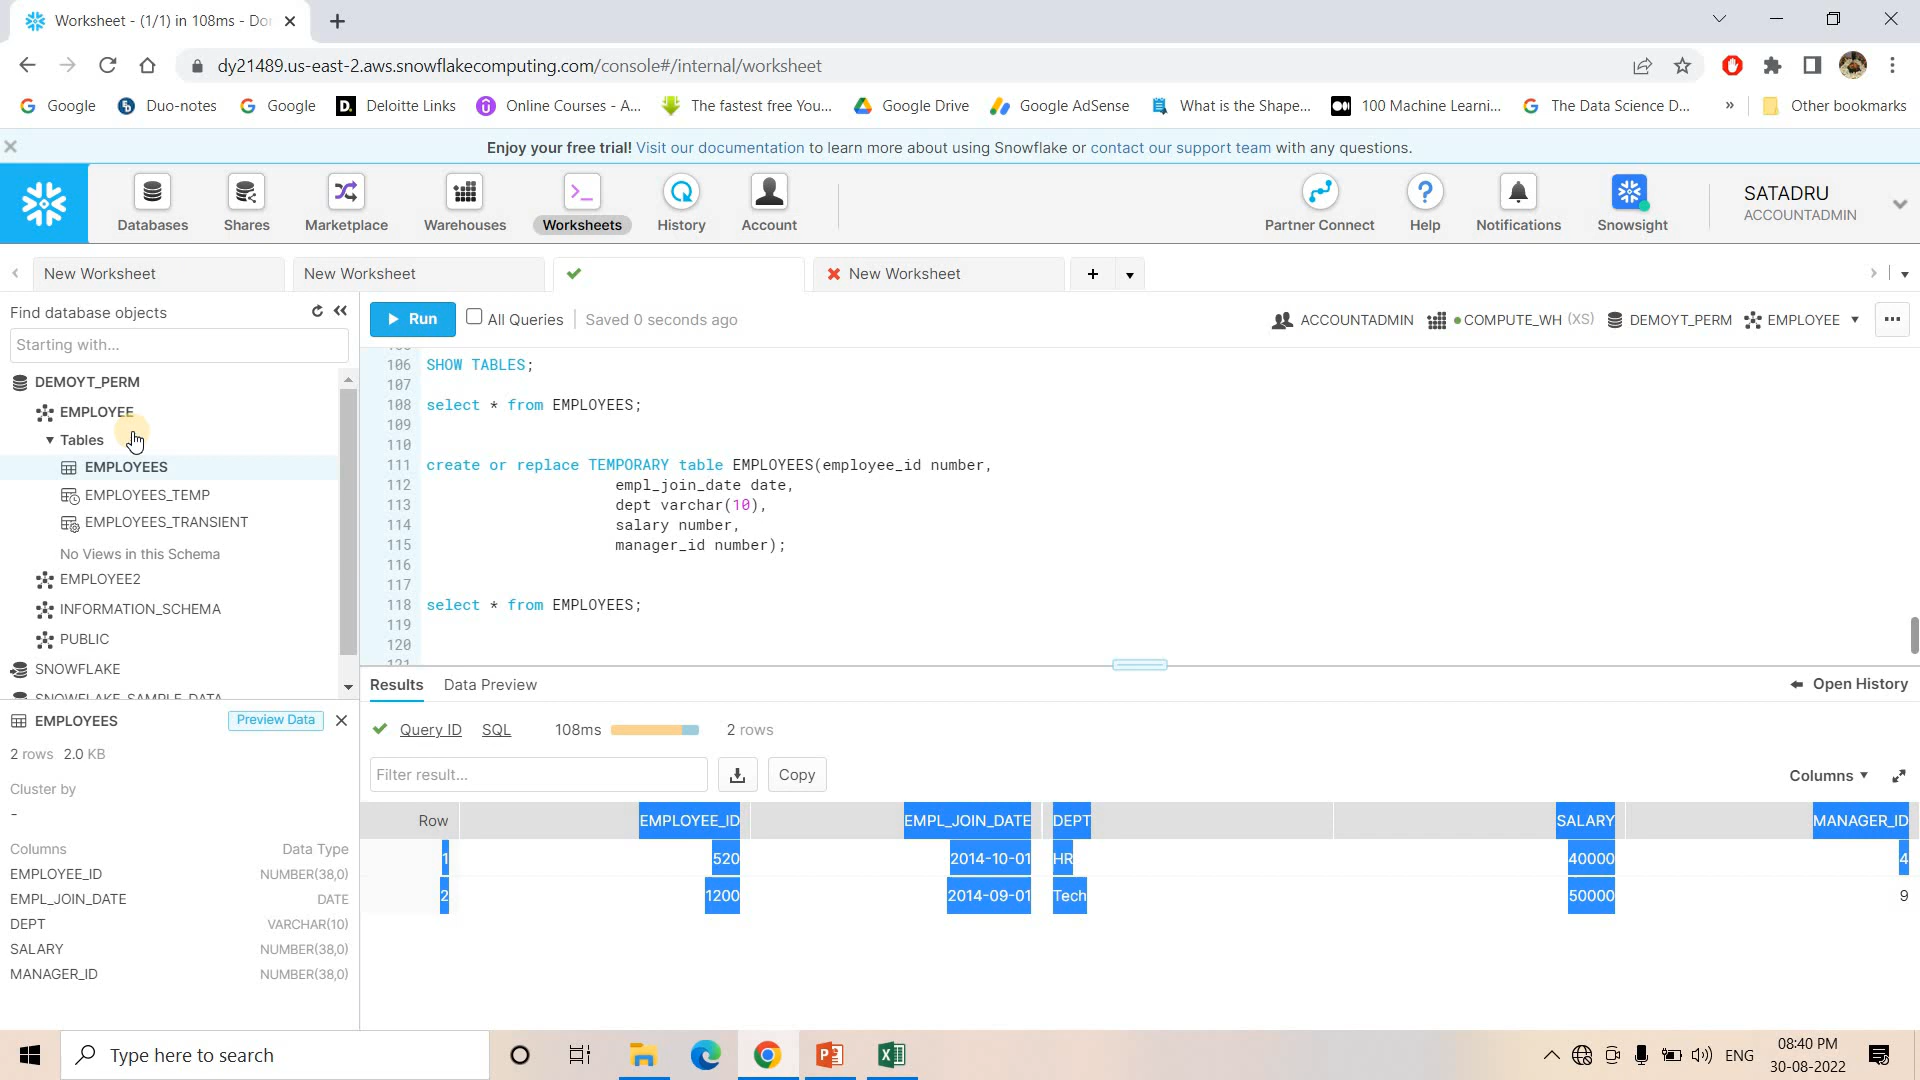 Worksheet - (1/1) in 108ms - Dor
dy21489.us-east-2.aws.snowflakecomputing.com/console#/internal/worksheet
Google Duo-notes Google Deloitte Links Online Courses - A... The fastest free You... Google Drive Google AdSense What is the Shape... 100 Machine Learni... The Data Science D... » Other bookmarks
Enjoy your free trial! Visit our documentation to learn more about using Snowflake or contact our support team with any questions.
Databases Shares Marketplace Warehouses Worksheets History Account Partner Connect Help Notifications Snowsight
SATADRU
ACCOUNTADMIN
New Worksheet New Worksheet New Worksheet
Find database objects
Run All Queries Saved 0 seconds ago ACCOUNTADMIN COMPUTE_WH (XS) DEMOYT_PERM EMPLOYEE
Starting with...
DEMOYT_PERM
EMPLOYEE
Tables
EMPLOYEES
EMPLOYEES_TEMP
EMPLOYEES_TRANSIENT
No Views in this Schema
EMPLOYEE2
INFORMATION_SCHEMA
PUBLIC
SNOWFLAKE
SNOWFLAKE_SAMPLE_DATA
106 SHOW TABLES;
107
108 select * from EMPLOYEES;
109
110
111 create or replace TEMPORARY table EMPLOYEES(employee_id number,
112 empl_join_date date,
113 dept varchar(10),
114 salary number,
115 manager_id number);
116
117
118 select * from EMPLOYEES;
119
120
121
EMPLOYEES Preview Data
2 rows 2.0 KB
Cluster by
-
Columns Data Type
EMPLOYEE_ID NUMBER(38,0)
EMPL_JOIN_DATE DATE
DEPT VARCHAR(10)
SALARY NUMBER(38,0)
MANAGER_ID NUMBER(38,0)
Results Data Preview Open History
Query ID SQL 108ms 2 rows
Filter result... Copy Columns
Row EMPLOYEE_ID EMPL_JOIN_DATE DEPT SALARY MANAGER_ID
1 520 2014-10-01 HR 40000 4
2 1200 2014-09-01 Tech 50000 9
Type here to search
ENG
08:40 PM
30-08-2022